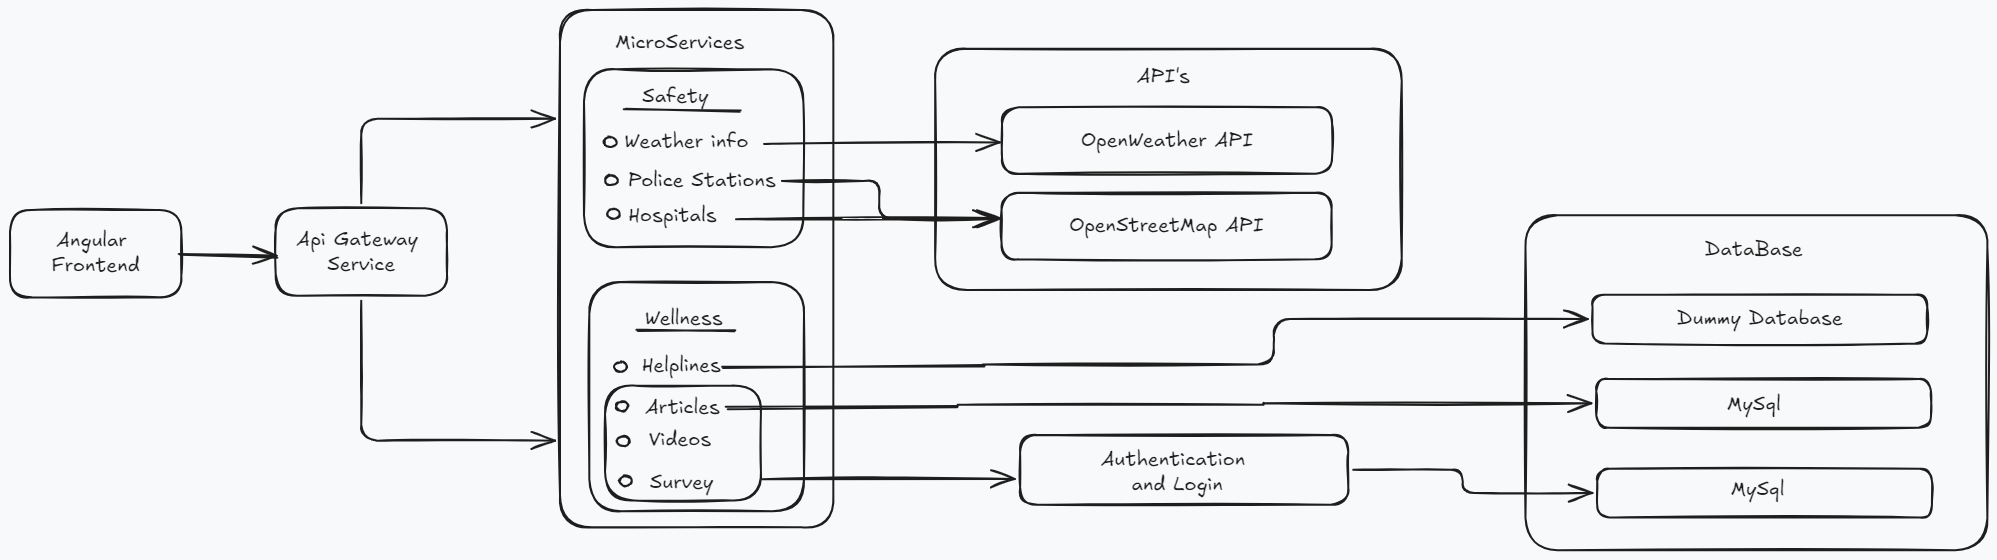 Angular
Frontend
Api Gateway
Service
MicroServices
Safety
Weather info
Police Stations
Hospitals
Wellness
Helplines
Articles
Videos
Survey
API's
OpenWeather API
OpenStreetMap API
Authentication
and Login
DataBase
Dummy Database
MySql
MySql